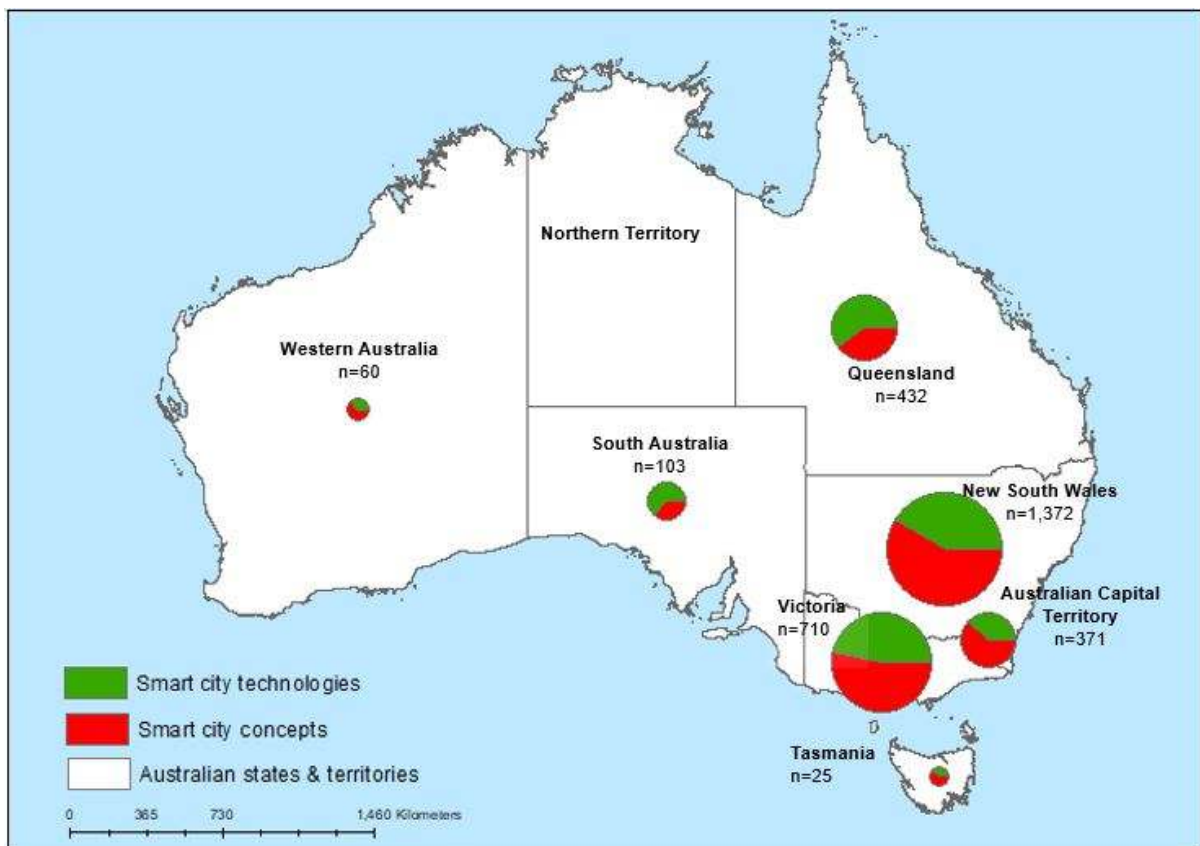 Northern Territory
Western Australia
n=60
Queensland
n=432
South Australia
n=103
New South Wales
n=1,372
Australian Capital
Territory
n=371
Victoria
n=710
Tasmania
n=25
Smart city technologies
Smart city concepts
Australian states & territories
0 365 730 1,460 Kilometers